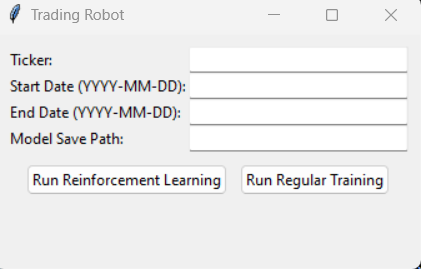 Trading Robot
Ticker:
Start Date (YYYY-MM-DD):
End Date (YYYY-MM-DD):
Model Save Path:
Run Reinforcement Learning Run Regular Training